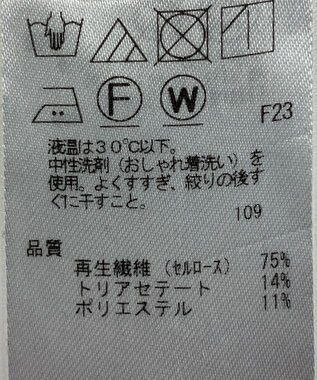 F W
F23
液温は30℃以下。
中性洗剤（おしゃれ着洗い）を
使用。よくすすぎ、絞りの後す
ぐに干すこと。
109
品質
再生繊維（セルロース） 75%
トリアセテート 14%
ポリエステル 11%